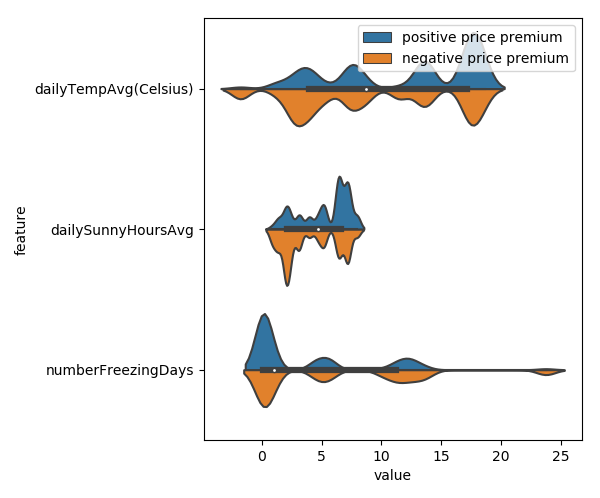 positive price premium
negative price premium
dailyTempAvg(Celsius)
dailySunnyHoursAvg
numberFreezingDays
feature
0 5 10 15 20 25
value